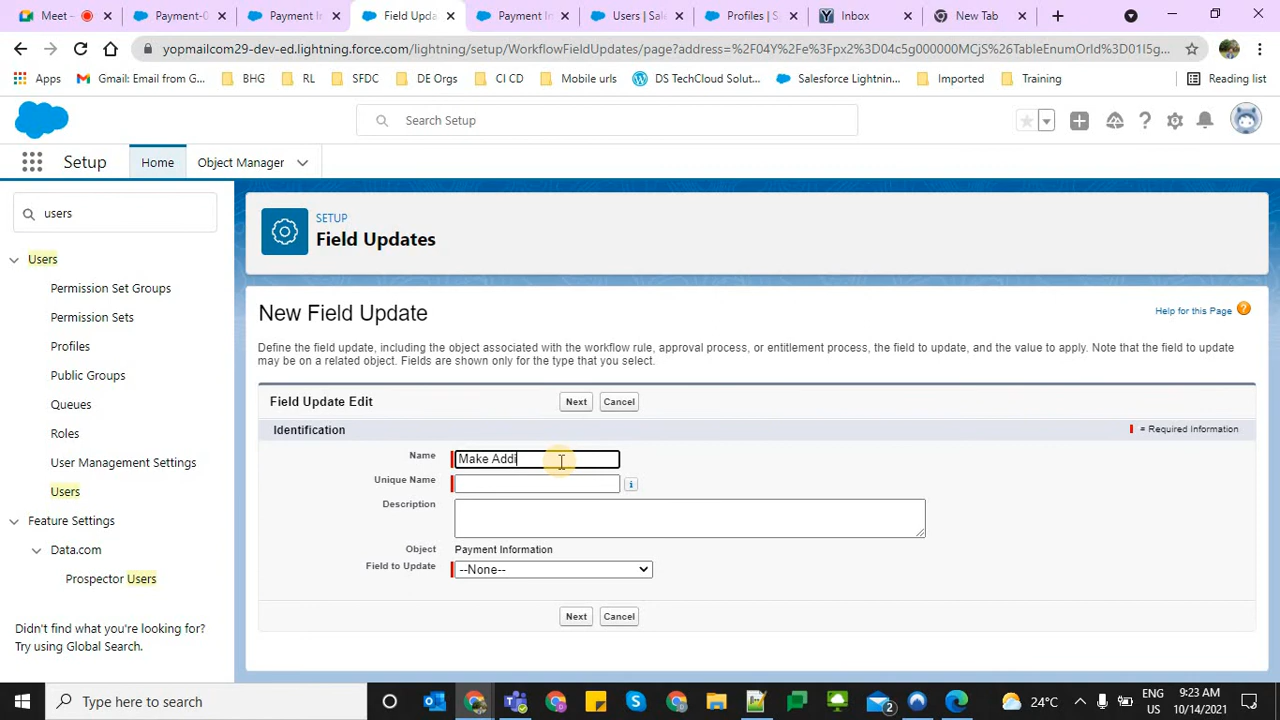 Meet –
Payment-0
Payment In
Field Upda
Payment In
Users | Sal
Profiles | S
Inbox
New Tab
yopmailcom29-dev-ed.lightning.force.com/lightning/setup/WorkflowFieldUpdates/page?address=%2F04Y%2Fe%3Fpx2%3D04c5g000000MCjS%26TableEnumOrId%3D01I5g...
Apps
Gmail: Email from G...
BHG
RL
SFDC
DE Orgs
CI CD
Mobile urls
DS TechCloud Solut...
Salesforce Lightnin...
Imported
Training
Reading list
Search Setup
Setup
Home
Object Manager
users
Users
Permission Set Groups
Permission Sets
Profiles
Public Groups
Queues
Roles
User Management Settings
Users
Feature Settings
Data.com
Prospector Users
Didn't find what you're looking for?
Try using Global Search.
SETUP
Field Updates
New Field Update
Help for this Page
Define the field update, including the object associated with the workflow rule, approval process, or entitlement process, the field to update, and the value to apply. Note that the field to update
may be on a related object. Fields are shown only for the type that you select.
Field Update Edit
Next
Cancel
Identification
= Required Information
Name
Make Addi
Unique Name
i
Description
Object
Payment Information
Field to Update
--None--
Next
Cancel
Type here to search
2
24°C
ENG
US
9:23 AM
10/14/2021